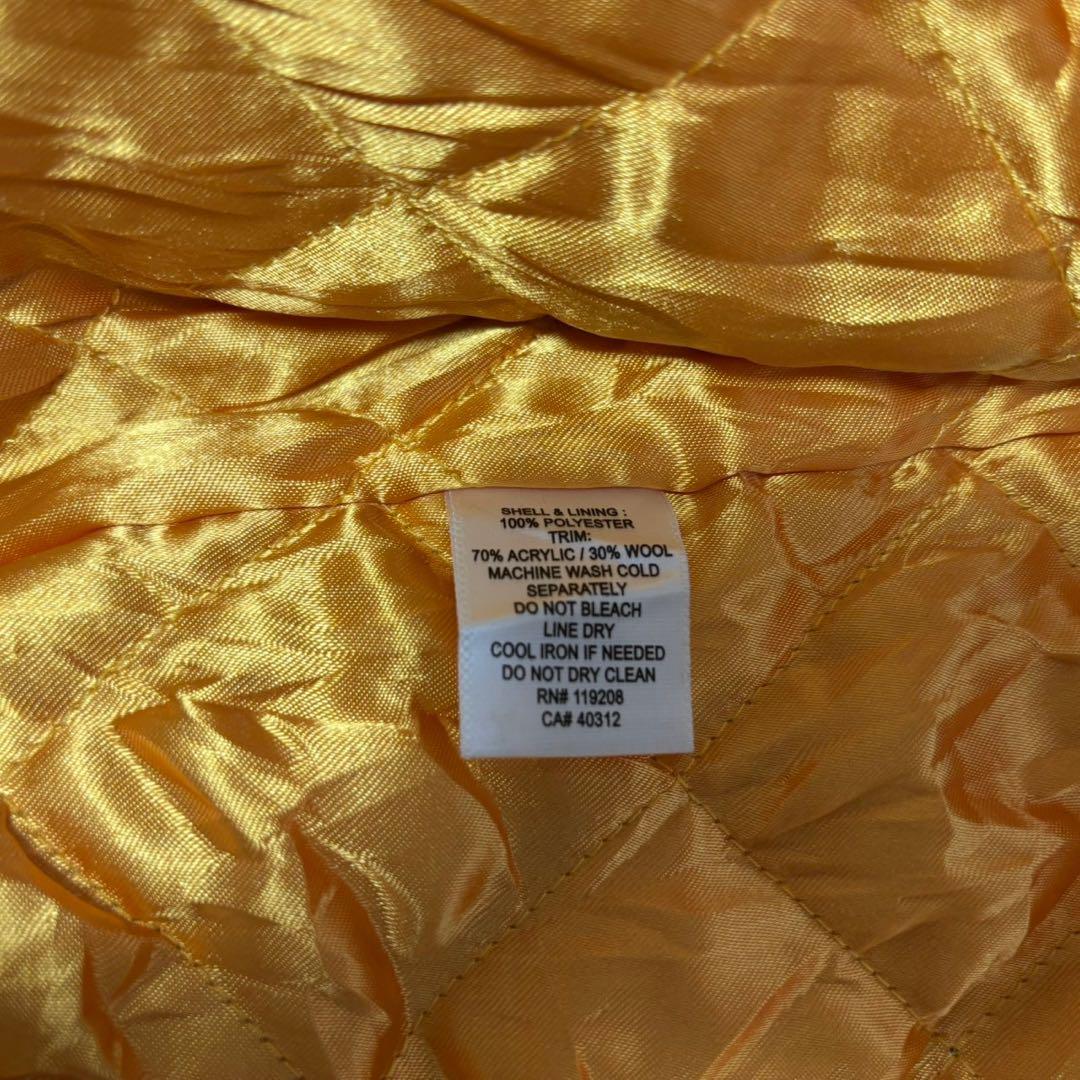 SHELL & LINING :
100% POLYESTER
TRIM:
70% ACRYLIC / 30% WOOL
MACHINE WASH COLD
SEPARATELY
DO NOT BLEACH
LINE DRY
COOL IRON IF NEEDED
DO NOT DRY CLEAN
RN# 119208
CA# 40312